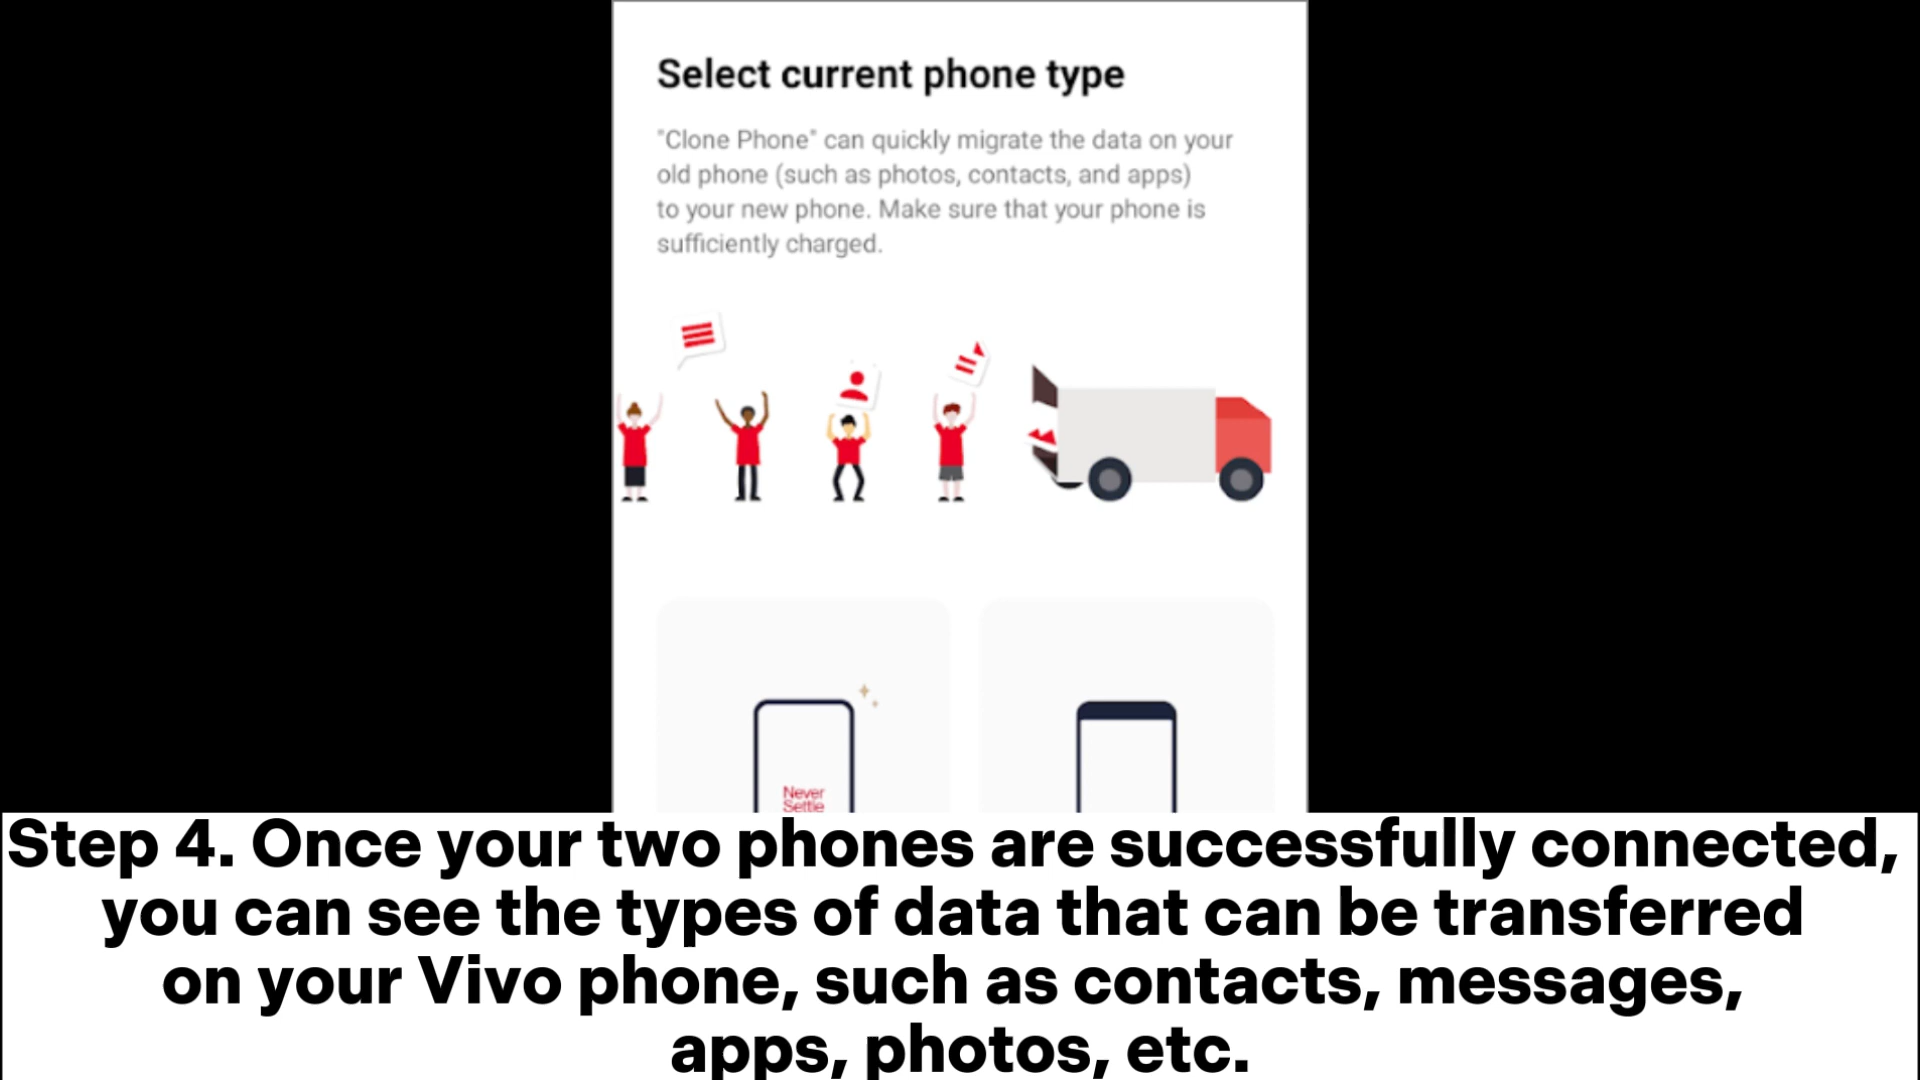 Select current phone type
"Clone Phone" can quickly migrate the data on your
old phone (such as photos, contacts, and apps)
to your new phone. Make sure that your phone is
sufficiently charged.
Never
Settle
Step 4. Once your two phones are successfully connected,
you can see the types of data that can be transferred
on your Vivo phone, such as contacts, messages,
apps, photos, etc.